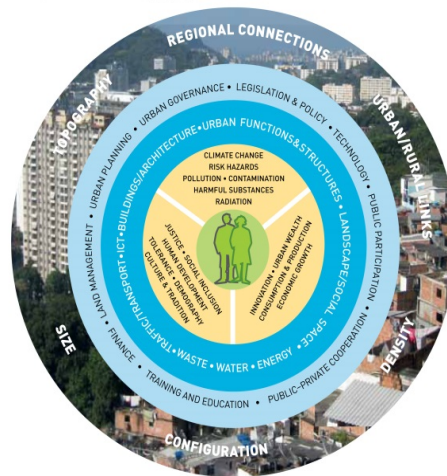 REGIONAL CONNECTIONS
URBAN/RURAL LINKS
DENSITY
CONFIGURATION
SIZE
TOPOGRAPHY
URBAN PLANNING • URBAN GOVERNANCE • LEGISLATION & POLICY • TECHNOLOGY • PUBLIC PARTICIPATION • PUBLIC-PRIVATE COOPERATION • TRAINING AND EDUCATION • FINANCE • LAND MANAGEMENT •
TRAFFIC/TRANSPORT • ICT • BUILDINGS/ARCHITECTURE • URBAN FUNCTIONS & STRUCTURES • LANDSCAPE/SOCIAL SPACE • ENERGY • WATER • WASTE •
CLIMATE CHANGE
RISK HAZARDS
POLLUTION • CONTAMINATION
HARMFUL SUBSTANCES
RADIATION
JUSTICE • SOCIAL INCLUSION
HUMAN DEVELOPMENT
TOLERANCE • DEMOGRAPHY
CULTURE & TRADITION
INNOVATION • URBAN WEALTH
CONSUMPTION & PRODUCTION
ECONOMIC GROWTH